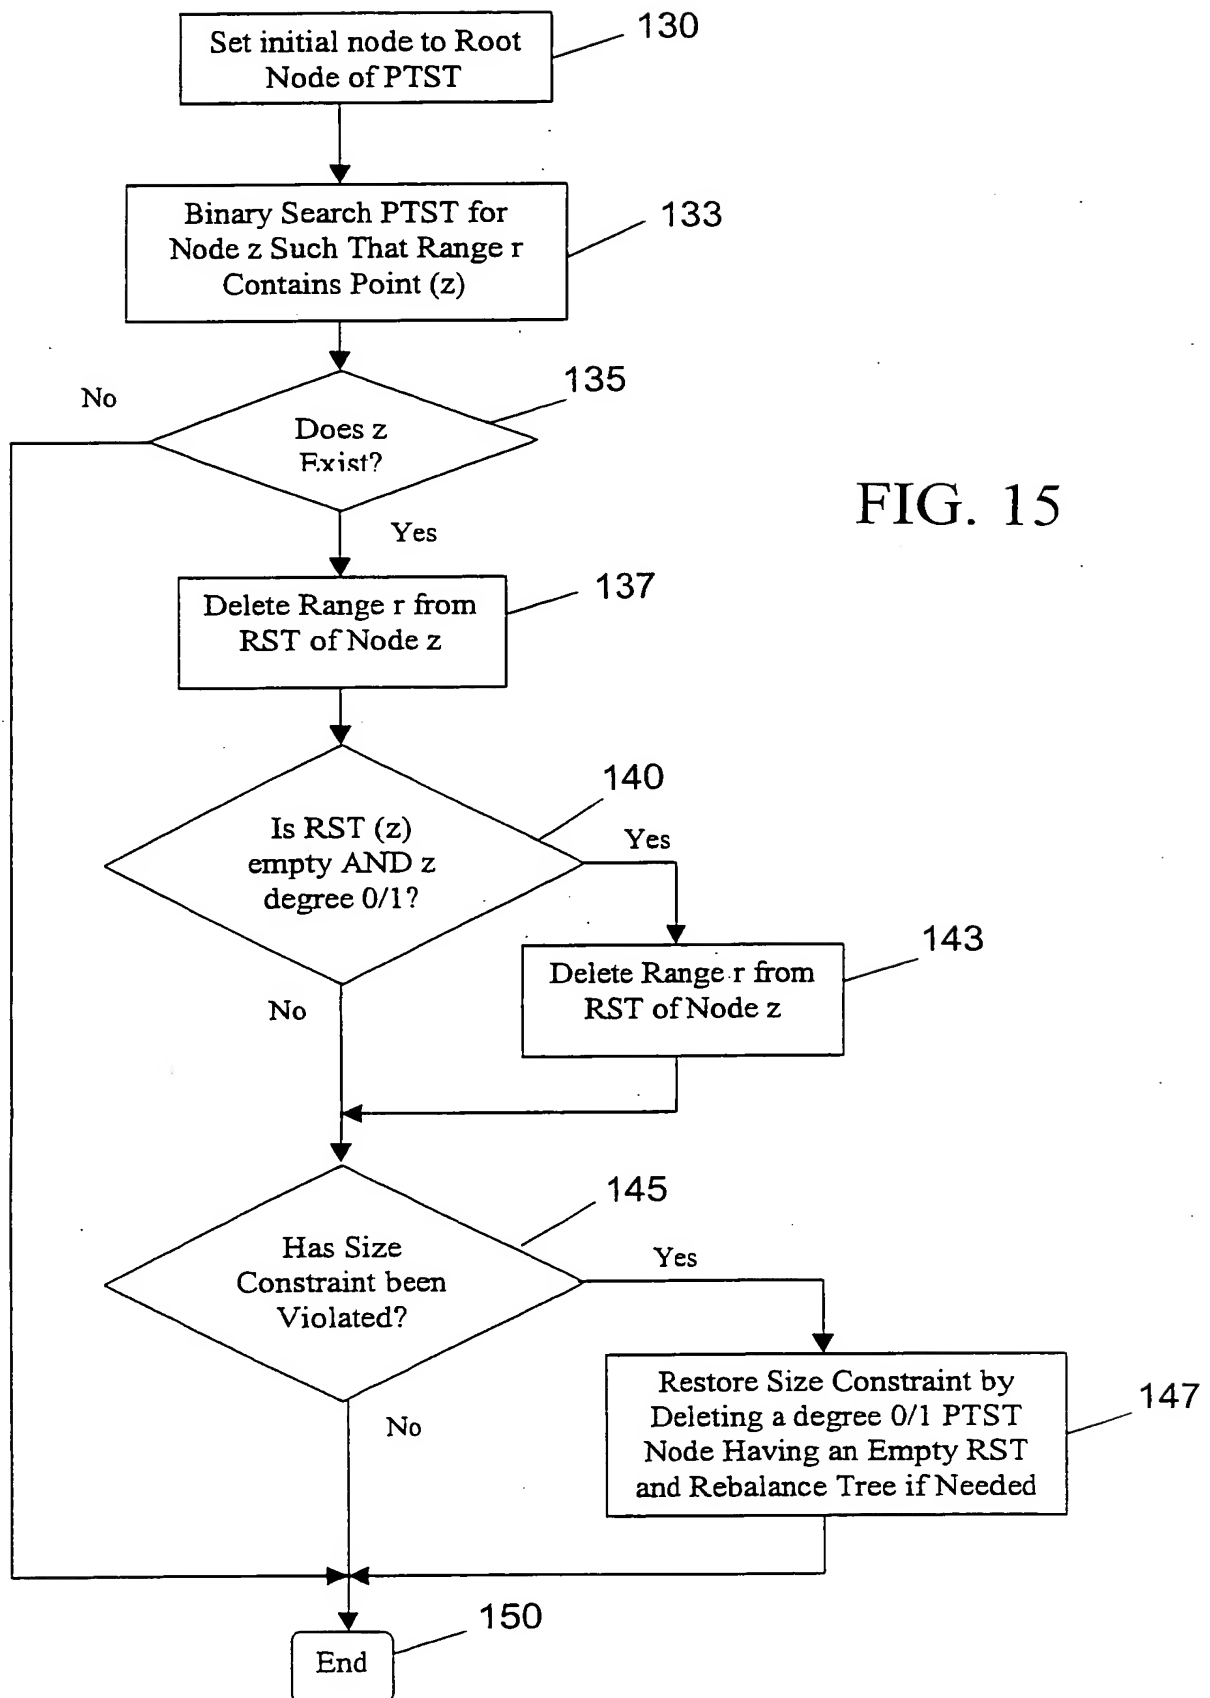 Set initial node to Root
Node of PTST
130
Binary Search PTST for
Node z Such That Range r
Contains Point (z)
133
No
135
Does z
Exist?
FIG. 15
Yes
137
Delete Range r from
RST of Node z
140
Is RST (z)
empty AND z
degree 0/1?
Yes
143
Delete Range r from
RST of Node z
No
145
Has Size
Constraint been
Violated?
Yes
Restore Size Constraint by
Deleting a degree 0/1 PTST
Node Having an Empty RST
and Rebalance Tree if Needed
147
No
150
End